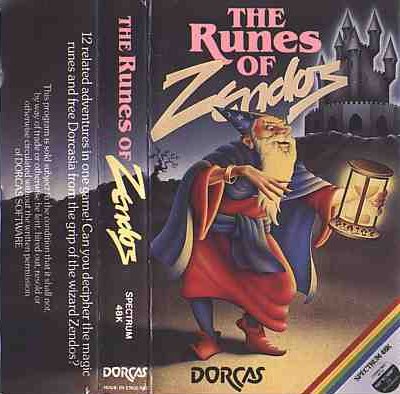 THE
Runes
OF
Zendos
DORCAS
SPECTRUM 48K
THE Runes OF Zendos
SPECTRUM
48K
DORCAS
MADE IN ENGLAND
12 related adventures in one game! Can you decipher the magic
runes and free Dorcasia from the grip of the wizard Zendos?
This program is sold subject to the condition that it shall not,
by way of trade or otherwise be lent, hired out, resold or
otherwise circulated without the written permission
of DORCAS SOFTWARE